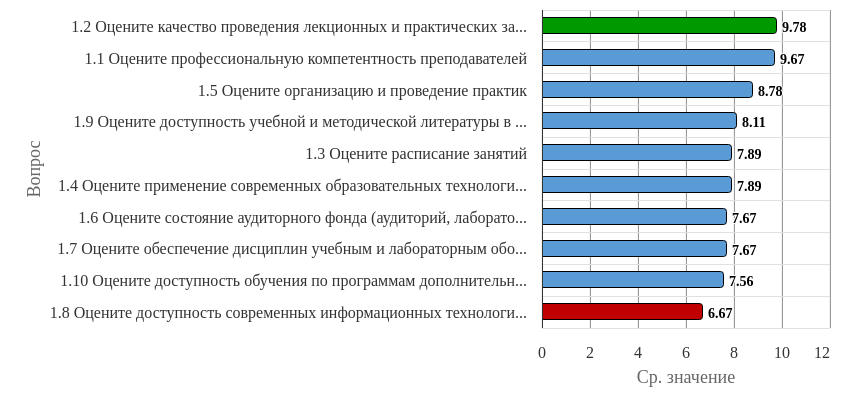 1.2 Оцените качество проведения лекционных и практических за... 9.78
1.1 Оцените профессиональную компетентность преподавателей 9.67
1.5 Оцените организацию и проведение практик 8.78
1.9 Оцените доступность учебной и методической литературы в ... 8.11
1.3 Оцените расписание занятий 7.89
1.4 Оцените применение современных образовательных технологи... 7.89
1.6 Оцените состояние аудиторного фонда (аудиторий, лаборато... 7.67
1.7 Оцените обеспечение дисциплин учебным и лабораторным обо... 7.67
1.10 Оцените доступность обучения по программам дополнительн... 7.56
1.8 Оцените доступность современных информационных технологи... 6.67
Вопрос
0 2 4 6 8 10 12
Ср. значение